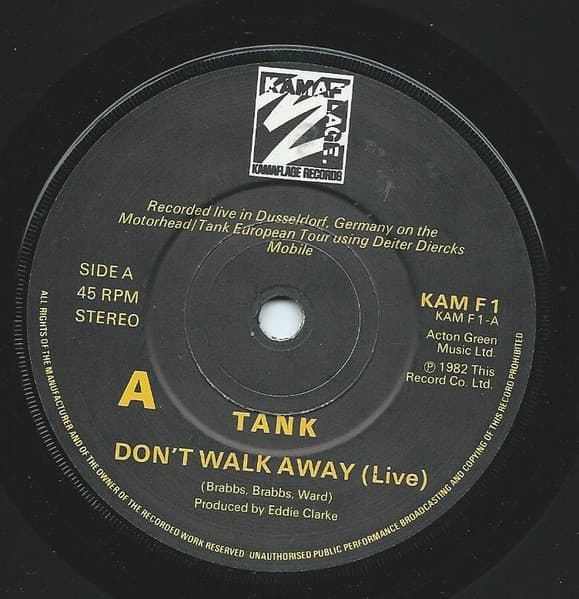 KAMAFLAGE.
KAMAFLAGE RECORDS
Recorded live in Dusseldorf, Germany on the
Motorhead/Tank European Tour using Deiter Diercks
Mobile
SIDE A
45 RPM
STEREO
KAM F1
KAM F1-A
Acton Green
Music Ltd.
℗ 1982 This
Record Co. Ltd.
A
TANK
DON'T WALK AWAY (Live)
(Brabbs, Brabbs, Ward)
Produced by Eddie Clarke
ALL RIGHTS OF THE MANUFACTURER AND OF THE OWNER OF THE RECORDED WORK RESERVED. UNAUTHORISED PUBLIC PERFORMANCE BROADCASTING AND COPYING OF THIS RECORD PROHIBITED